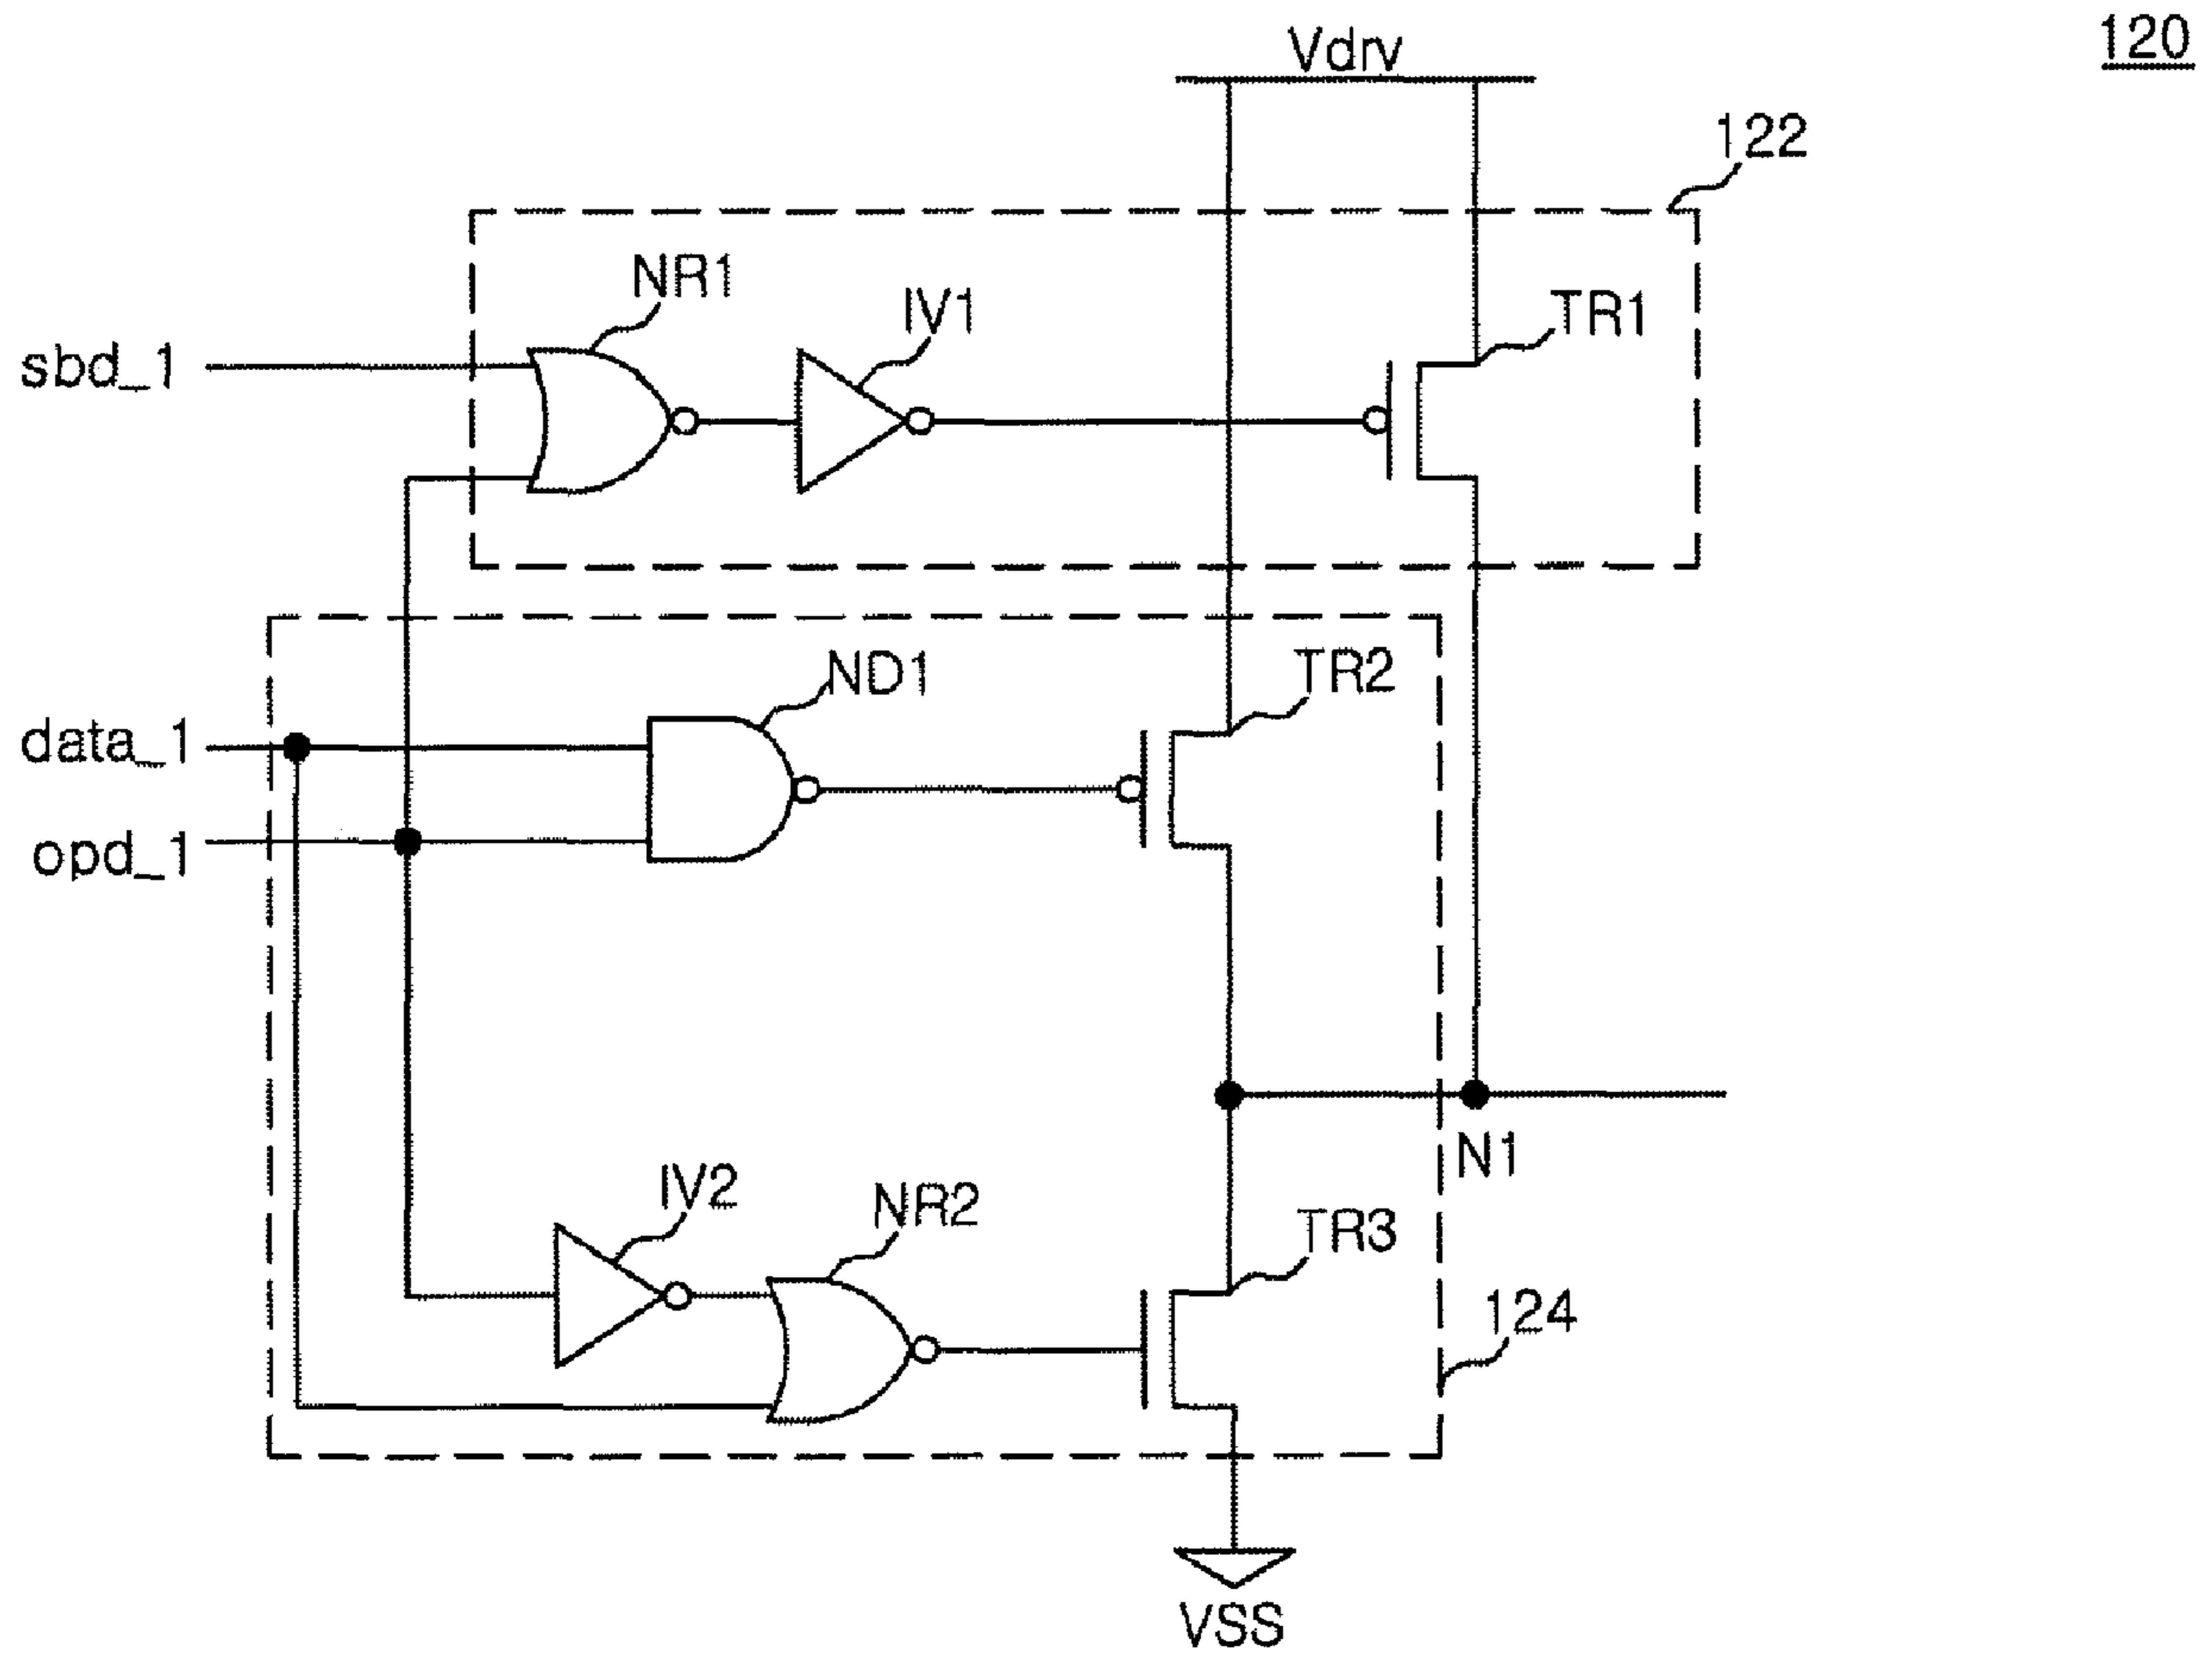 120
Vdrv
122
NR1
IV1
TR1
sbd_1
ND1
TR2
data_1
opd_1
N1
IV2
NR2
TR3
124
VSS